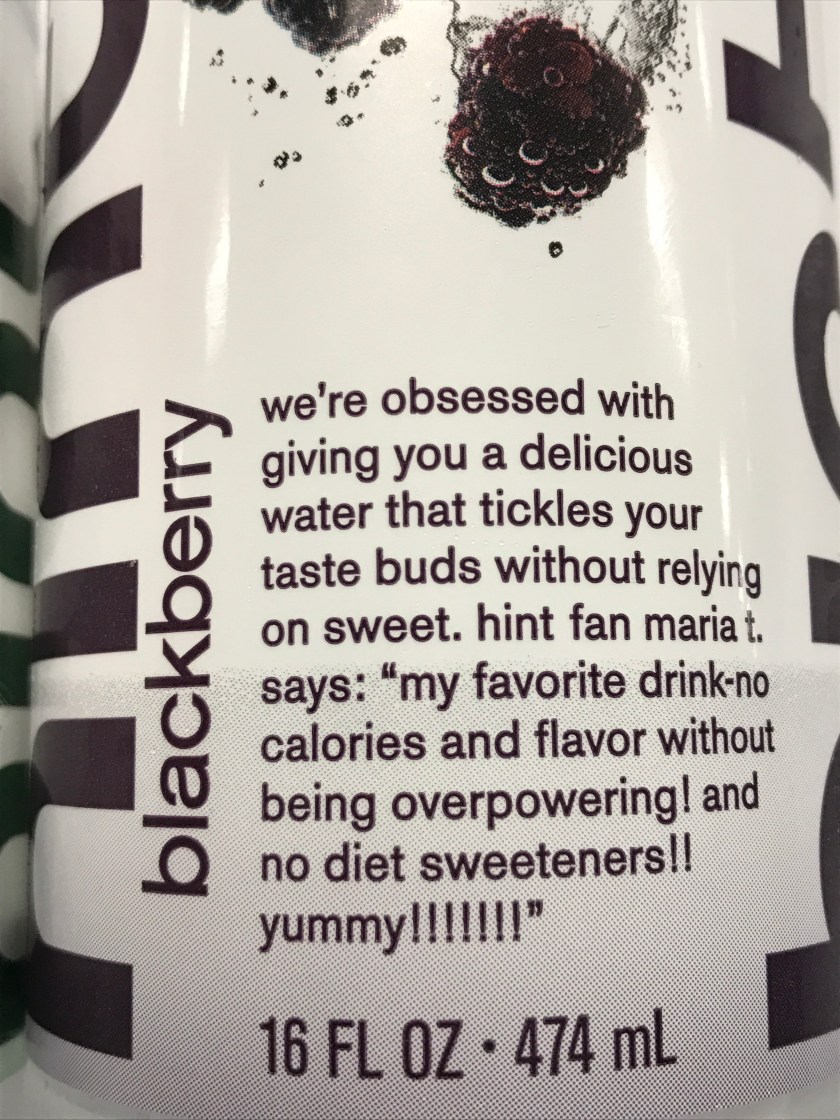 blackberry
we're obsessed with
giving you a delicious
water that tickles your
taste buds without relying
on sweet. hint fan maria t.
says: “my favorite drink-no
calories and flavor without
being overpowering! and
no diet sweeteners!!
yummy!!!!!!!!”
16 FL OZ • 474 mL